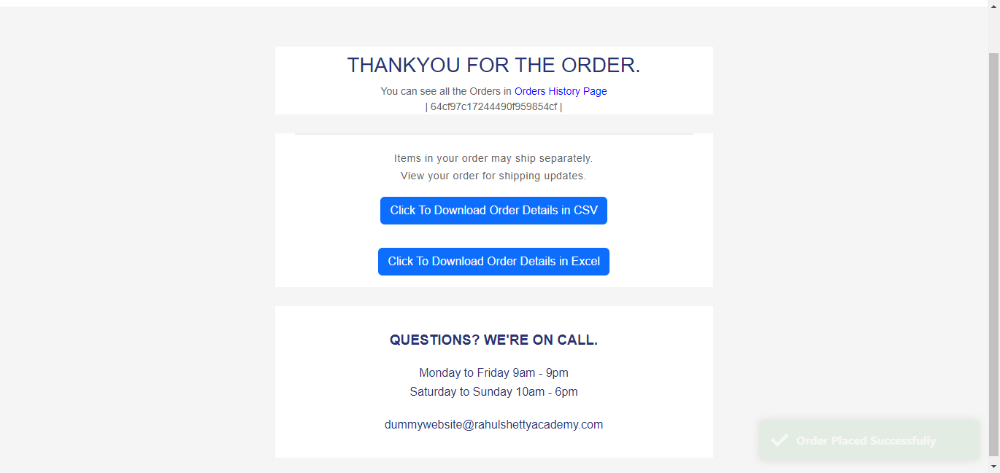 THANKYOU FOR THE ORDER.
You can see all the Orders in Orders History Page
| 64cf97c17244490f959854cf |
Items in your order may ship separately.
View your order for shipping updates.
Click To Download Order Details in CSV
Click To Download Order Details in Excel
QUESTIONS? WE'RE ON CALL.
Monday to Friday 9am - 9pm
Saturday to Sunday 10am - 6pm
dummywebsite@rahulshettyacademy.com
Order Placed Successfully